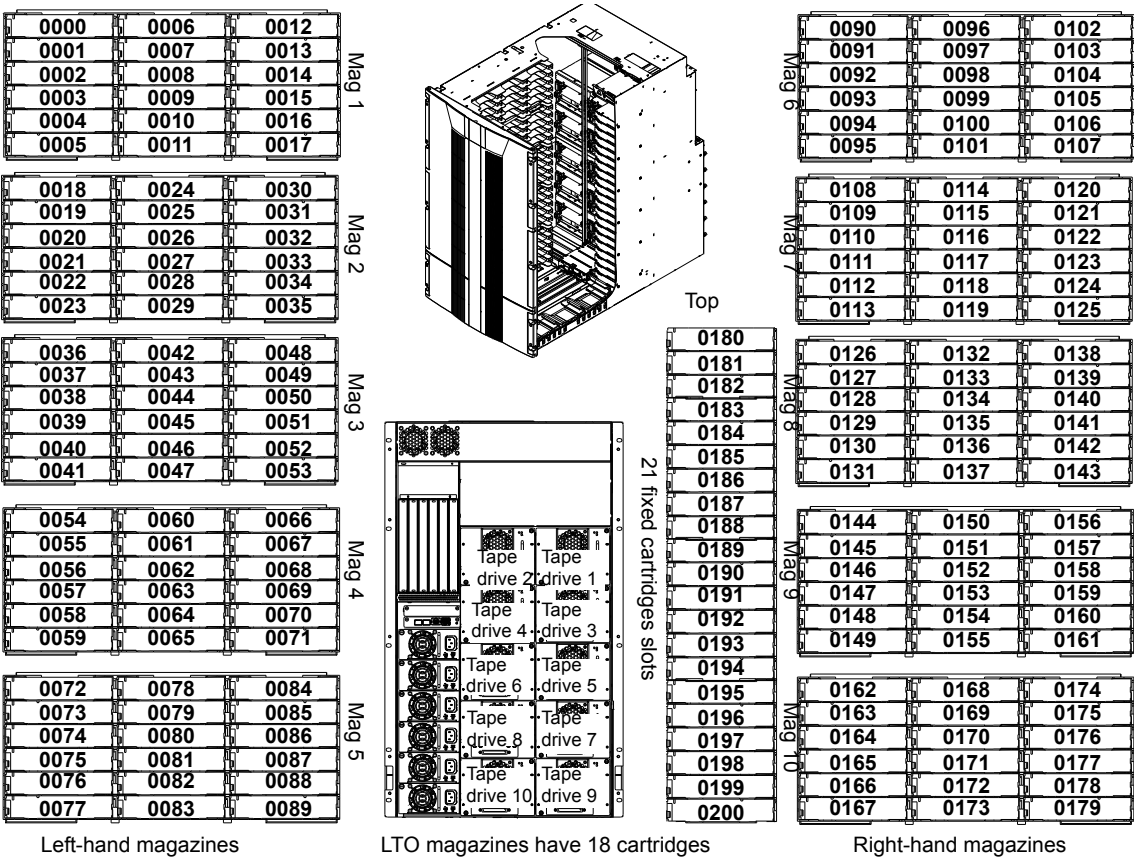 0000 0006 0012
0001 0007 0013
0002 0008 0014
0003 0009 0015
0004 0010 0016
0005 0011 0017
Mag 1
0018 0024 0030
0019 0025 0031
0020 0026 0032
0021 0027 0033
0022 0028 0034
0023 0029 0035
Mag 2
0036 0042 0048
0037 0043 0049
0038 0044 0050
0039 0045 0051
0040 0046 0052
0041 0047 0053
Mag 3
0054 0060 0066
0055 0061 0067
0056 0062 0068
0057 0063 0069
0058 0064 0070
0059 0065 0071
Mag 4
0072 0078 0084
0073 0079 0085
0074 0080 0086
0075 0081 0087
0076 0082 0088
0077 0083 0089
Mag 5
Left-hand magazines
Tape drive 2
Tape drive 1
Tape drive 4
Tape drive 3
Tape drive 6
Tape drive 5
Tape drive 8
Tape drive 7
Tape drive 10
Tape drive 9
LTO magazines have 18 cartridges
Top
0180
0181
0182
0183
0184
0185
0186
0187
0188
0189
0190
0191
0192
0193
0194
0195
0196
0197
0198
0199
0200
21 fixed cartridges slots
0090 0096 0102
0091 0097 0103
0092 0098 0104
0093 0099 0105
0094 0100 0106
0095 0101 0107
Mag 6
0108 0114 0120
0109 0115 0121
0110 0116 0122
0111 0117 0123
0112 0118 0124
0113 0119 0125
Mag 7
0126 0132 0138
0127 0133 0139
0128 0134 0140
0129 0135 0141
0130 0136 0142
0131 0137 0143
Mag 8
0144 0150 0156
0145 0151 0157
0146 0152 0158
0147 0153 0159
0148 0154 0160
0149 0155 0161
Mag 9
0162 0168 0174
0163 0169 0175
0164 0170 0176
0165 0171 0177
0166 0172 0178
0167 0173 0179
Mag 10
Right-hand magazines